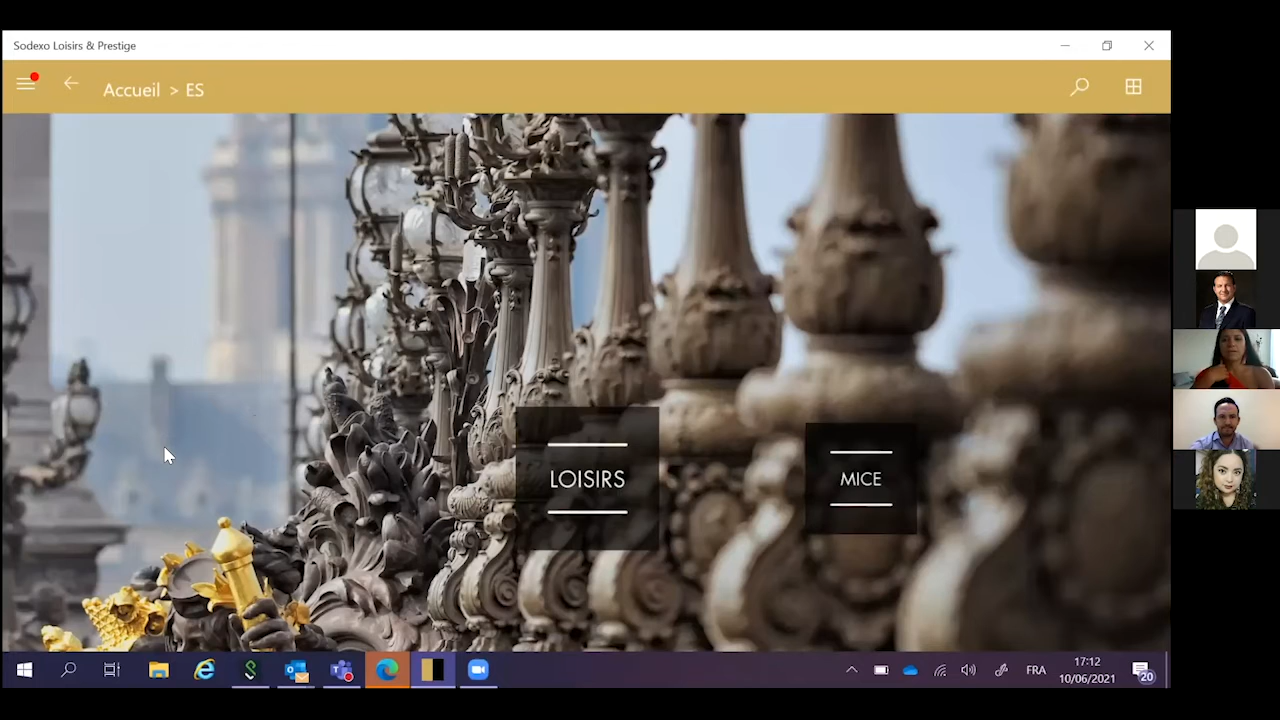 Sodexo Loisirs & Prestige
Accueil > ES
LOISIRS
MICE
FRA
17:12
10/06/2021
20